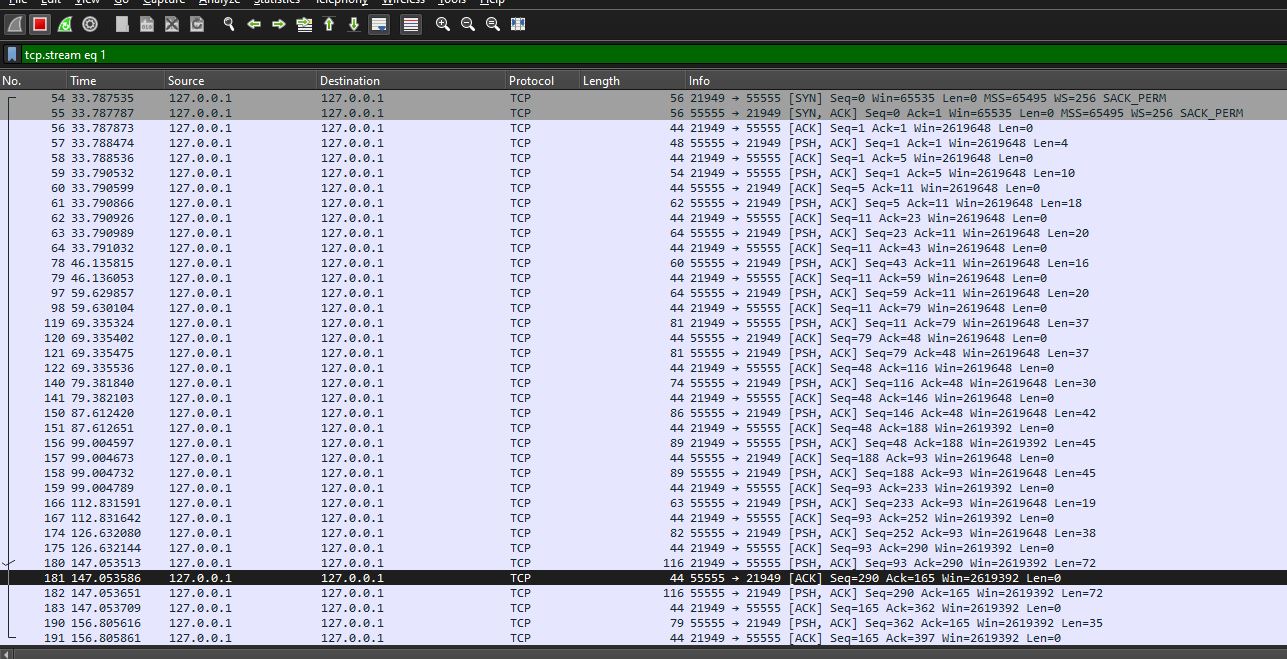 File Edit View Go Capture Analyze Statistics Telephony Wireless Tools Help
tcp.stream eq 1
No. Time Source Destination Protocol Length Info
54 33.787535 127.0.0.1 127.0.0.1 TCP 56 21949 → 55555 [SYN] Seq=0 Win=65535 Len=0 MSS=65495 WS=256 SACK_PERM
55 33.787787 127.0.0.1 127.0.0.1 TCP 56 55555 → 21949 [SYN, ACK] Seq=0 Ack=1 Win=65535 Len=0 MSS=65495 WS=256 SACK_PERM
56 33.787873 127.0.0.1 127.0.0.1 TCP 44 21949 → 55555 [ACK] Seq=1 Ack=1 Win=2619648 Len=0
57 33.788474 127.0.0.1 127.0.0.1 TCP 48 55555 → 21949 [PSH, ACK] Seq=1 Ack=1 Win=2619648 Len=4
58 33.788536 127.0.0.1 127.0.0.1 TCP 44 21949 → 55555 [ACK] Seq=1 Ack=5 Win=2619648 Len=0
59 33.790532 127.0.0.1 127.0.0.1 TCP 54 21949 → 55555 [PSH, ACK] Seq=1 Ack=5 Win=2619648 Len=10
60 33.790599 127.0.0.1 127.0.0.1 TCP 44 55555 → 21949 [ACK] Seq=5 Ack=11 Win=2619648 Len=0
61 33.790866 127.0.0.1 127.0.0.1 TCP 62 55555 → 21949 [PSH, ACK] Seq=5 Ack=11 Win=2619648 Len=18
62 33.790926 127.0.0.1 127.0.0.1 TCP 44 21949 → 55555 [ACK] Seq=11 Ack=23 Win=2619648 Len=0
63 33.790989 127.0.0.1 127.0.0.1 TCP 64 55555 → 21949 [PSH, ACK] Seq=23 Ack=11 Win=2619648 Len=20
64 33.791032 127.0.0.1 127.0.0.1 TCP 44 21949 → 55555 [ACK] Seq=11 Ack=43 Win=2619648 Len=0
78 46.135815 127.0.0.1 127.0.0.1 TCP 60 55555 → 21949 [PSH, ACK] Seq=43 Ack=11 Win=2619648 Len=16
79 46.136053 127.0.0.1 127.0.0.1 TCP 44 21949 → 55555 [ACK] Seq=11 Ack=59 Win=2619648 Len=0
97 59.629857 127.0.0.1 127.0.0.1 TCP 64 55555 → 21949 [PSH, ACK] Seq=59 Ack=11 Win=2619648 Len=20
98 59.630104 127.0.0.1 127.0.0.1 TCP 44 21949 → 55555 [ACK] Seq=11 Ack=79 Win=2619648 Len=0
119 69.335324 127.0.0.1 127.0.0.1 TCP 81 21949 → 55555 [PSH, ACK] Seq=11 Ack=79 Win=2619648 Len=37
120 69.335402 127.0.0.1 127.0.0.1 TCP 44 55555 → 21949 [ACK] Seq=79 Ack=48 Win=2619648 Len=0
121 69.335475 127.0.0.1 127.0.0.1 TCP 81 55555 → 21949 [PSH, ACK] Seq=79 Ack=48 Win=2619648 Len=37
122 69.335536 127.0.0.1 127.0.0.1 TCP 44 21949 → 55555 [ACK] Seq=48 Ack=116 Win=2619648 Len=0
140 79.381840 127.0.0.1 127.0.0.1 TCP 74 55555 → 21949 [PSH, ACK] Seq=116 Ack=48 Win=2619648 Len=30
141 79.382103 127.0.0.1 127.0.0.1 TCP 44 21949 → 55555 [ACK] Seq=48 Ack=146 Win=2619648 Len=0
150 87.612420 127.0.0.1 127.0.0.1 TCP 86 55555 → 21949 [PSH, ACK] Seq=146 Ack=48 Win=2619648 Len=42
151 87.612651 127.0.0.1 127.0.0.1 TCP 44 21949 → 55555 [ACK] Seq=48 Ack=188 Win=2619392 Len=0
156 99.004597 127.0.0.1 127.0.0.1 TCP 89 21949 → 55555 [PSH, ACK] Seq=48 Ack=188 Win=2619392 Len=45
157 99.004673 127.0.0.1 127.0.0.1 TCP 44 55555 → 21949 [ACK] Seq=188 Ack=93 Win=2619648 Len=0
158 99.004732 127.0.0.1 127.0.0.1 TCP 89 55555 → 21949 [PSH, ACK] Seq=188 Ack=93 Win=2619648 Len=45
159 99.004789 127.0.0.1 127.0.0.1 TCP 44 21949 → 55555 [ACK] Seq=93 Ack=233 Win=2619392 Len=0
166 112.831591 127.0.0.1 127.0.0.1 TCP 63 55555 → 21949 [PSH, ACK] Seq=233 Ack=93 Win=2619648 Len=19
167 112.831642 127.0.0.1 127.0.0.1 TCP 44 21949 → 55555 [ACK] Seq=93 Ack=252 Win=2619392 Len=0
174 126.632080 127.0.0.1 127.0.0.1 TCP 82 55555 → 21949 [PSH, ACK] Seq=252 Ack=93 Win=2619648 Len=38
175 126.632144 127.0.0.1 127.0.0.1 TCP 44 21949 → 55555 [ACK] Seq=93 Ack=290 Win=2619392 Len=0
180 147.053513 127.0.0.1 127.0.0.1 TCP 116 21949 → 55555 [PSH, ACK] Seq=93 Ack=290 Win=2619392 Len=72
181 147.053586 127.0.0.1 127.0.0.1 TCP 44 55555 → 21949 [ACK] Seq=290 Ack=165 Win=2619392 Len=0
182 147.053651 127.0.0.1 127.0.0.1 TCP 116 55555 → 21949 [PSH, ACK] Seq=290 Ack=165 Win=2619392 Len=72
183 147.053709 127.0.0.1 127.0.0.1 TCP 44 21949 → 55555 [ACK] Seq=165 Ack=362 Win=2619392 Len=0
190 156.805616 127.0.0.1 127.0.0.1 TCP 79 55555 → 21949 [PSH, ACK] Seq=362 Ack=165 Win=2619392 Len=35
191 156.805861 127.0.0.1 127.0.0.1 TCP 44 21949 → 55555 [ACK] Seq=165 Ack=397 Win=2619392 Len=0